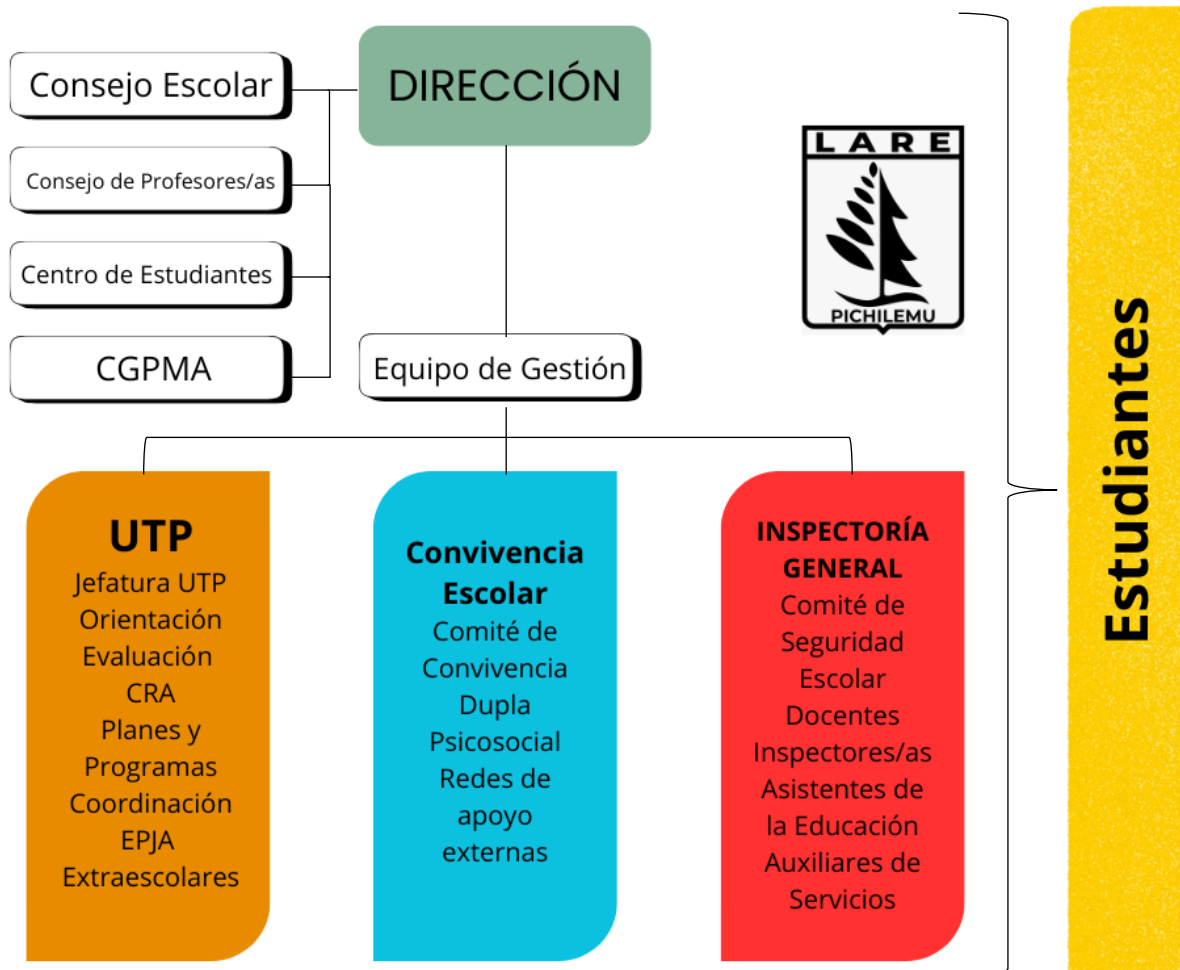 Consejo Escolar
DIRECCIÓN
Consejo de Profesores/as
Centro de Estudiantes
CGPMA
Equipo de Gestión
LARE
PICHILEMU
UTP
Jefatura UTP
Orientación
Evaluación
CRA
Planes y
Programas
Coordinación
EPJA
Extraescolares
Convivencia
Escolar
Comité de
Convivencia
Dupla
Psicosocial
Redes de
apoyo
externas
INSPECTORÍA
GENERAL
Comité de
Seguridad
Escolar
Docentes
Inspectores/as
Asistentes de
la Educación
Auxiliares de
Servicios
Estudiantes